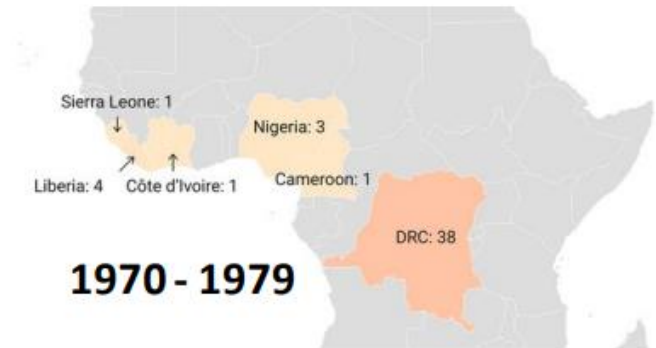 Sierra Leone: 1
Nigeria: 3
Liberia: 4
Côte d'Ivoire: 1
Cameroon: 1
DRC: 38
1970 - 1979